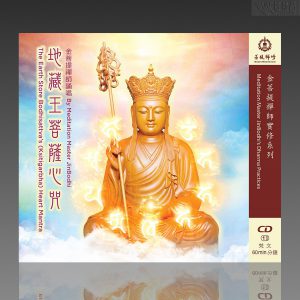 金菩提禪師誦唸 By Meditation Master JinBodhi
地藏王菩薩心咒
The Earth Store Bodhisattva's (Ksitigarbha) Heart Mantra
金菩提禪師實修系列
Meditation Master JinBodhi's Dharma Practices
CD
梵文
60min分鐘